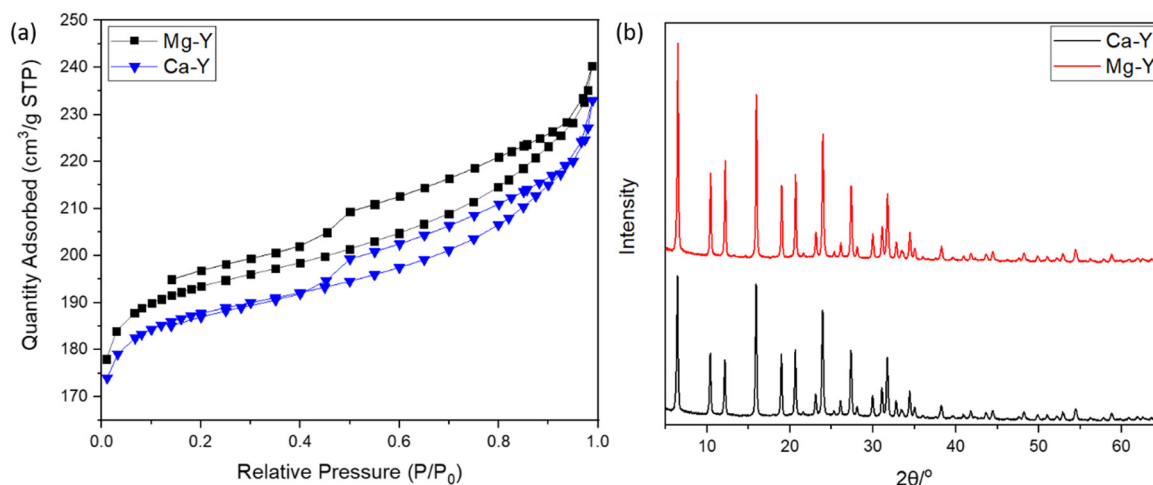 (a)
Mg-Y
Ca-Y
250
240
230
220
210
200
190
180
170
0.0 0.2 0.4 0.6 0.8 1.0
Quantity Adsorbed (cm³/g STP)
Relative Pressure (P/P₀)
(b)
Ca-Y
Mg-Y
Intensity
10 20 30 40 50 60
2θ/º